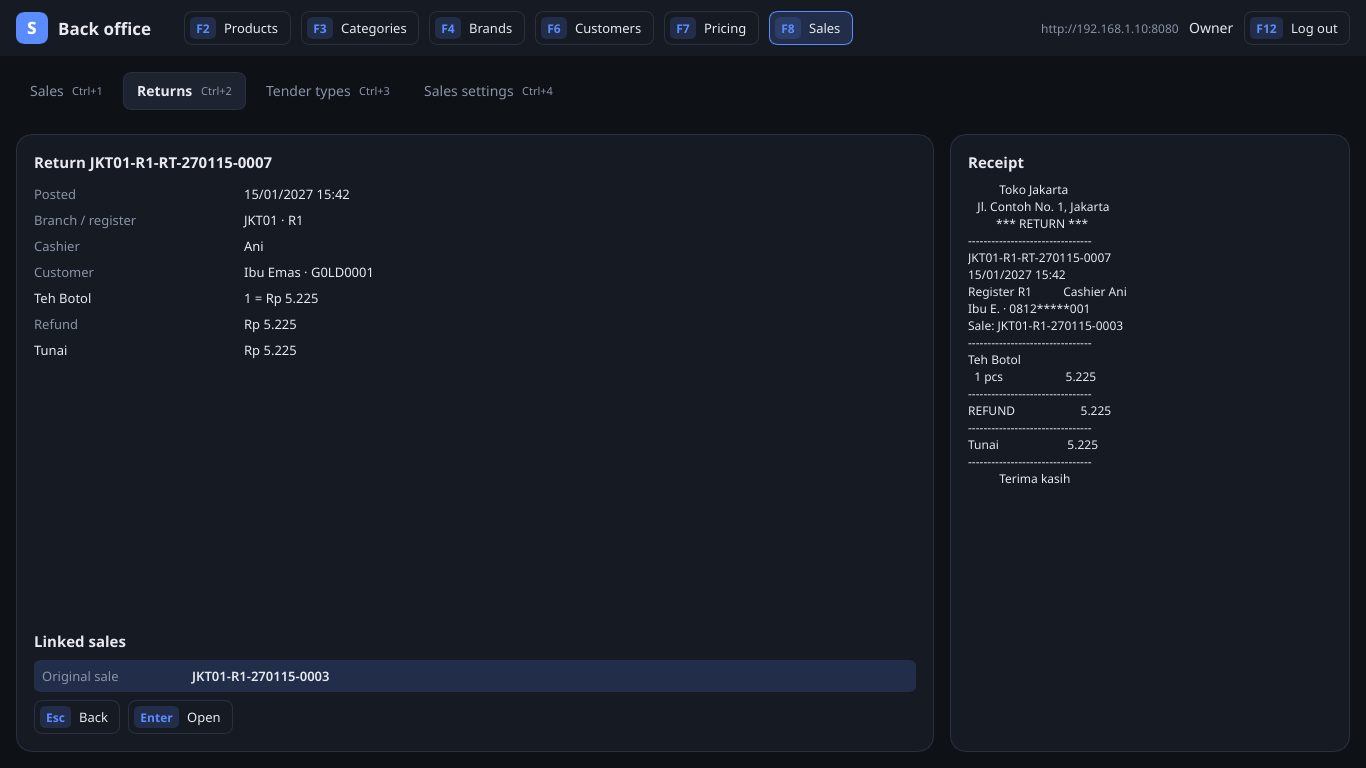 S Back office F2 Products F3 Categories F4 Brands F6 Customers F7 Pricing F8 Sales http://192.168.1.10:8080 Owner F12 Log out
Sales Ctrl+1 Returns Ctrl+2 Tender types Ctrl+3 Sales settings Ctrl+4
Return JKT01-R1-RT-270115-0007
Posted 15/01/2027 15:42
Branch / register JKT01 · R1
Cashier Ani
Customer Ibu Emas · G0LD0001
Teh Botol 1 = Rp 5.225
Refund Rp 5.225
Tunai Rp 5.225
Linked sales
Original sale JKT01-R1-270115-0003
Esc Back Enter Open
Receipt
Toko Jakarta
Jl. Contoh No. 1, Jakarta
*** RETURN ***
--------------------------------
JKT01-R1-RT-270115-0007
15/01/2027 15:42
Register R1 Cashier Ani
Ibu E. · 0812*****001
Sale: JKT01-R1-270115-0003
--------------------------------
Teh Botol
1 pcs 5.225
--------------------------------
REFUND 5.225
--------------------------------
Tunai 5.225
--------------------------------
Terima kasih